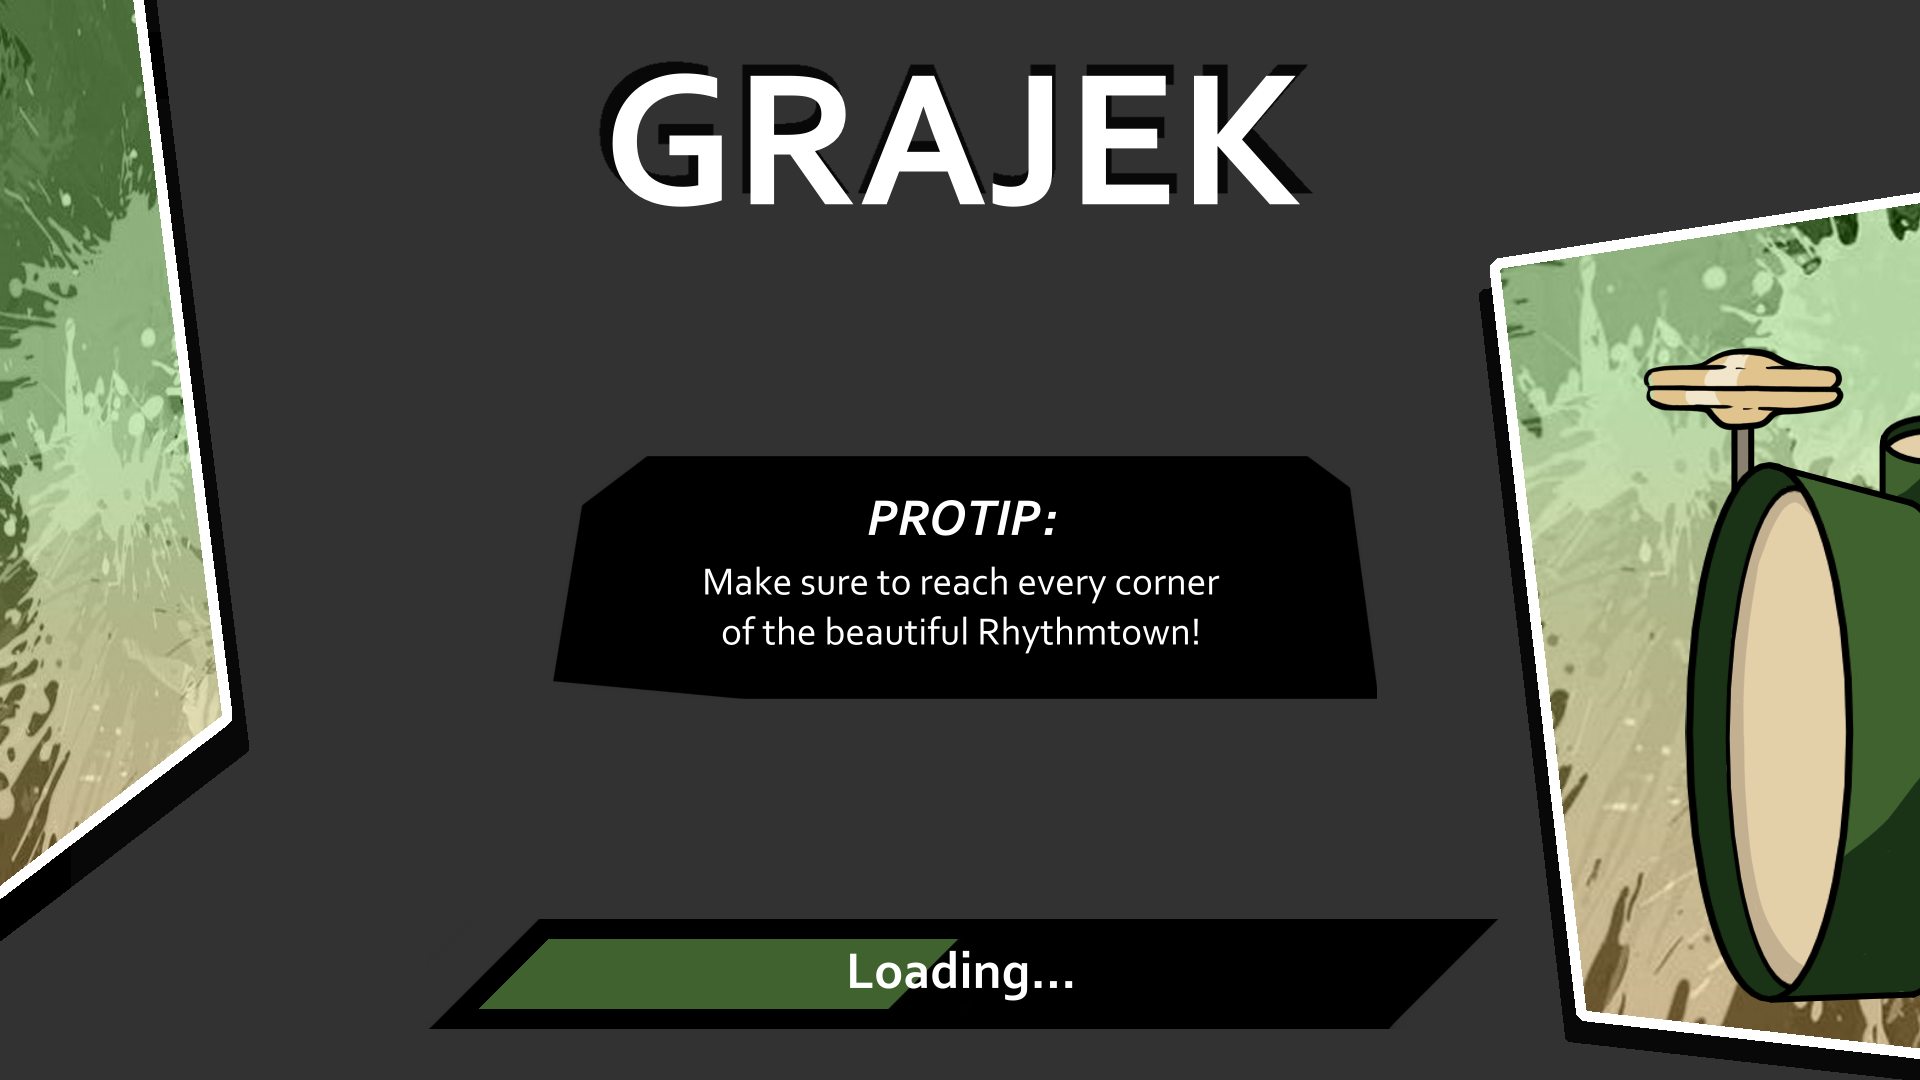 GRAJEK
PROTIP:
Make sure to reach every corner
of the beautiful Rhythmtown!
Loading...